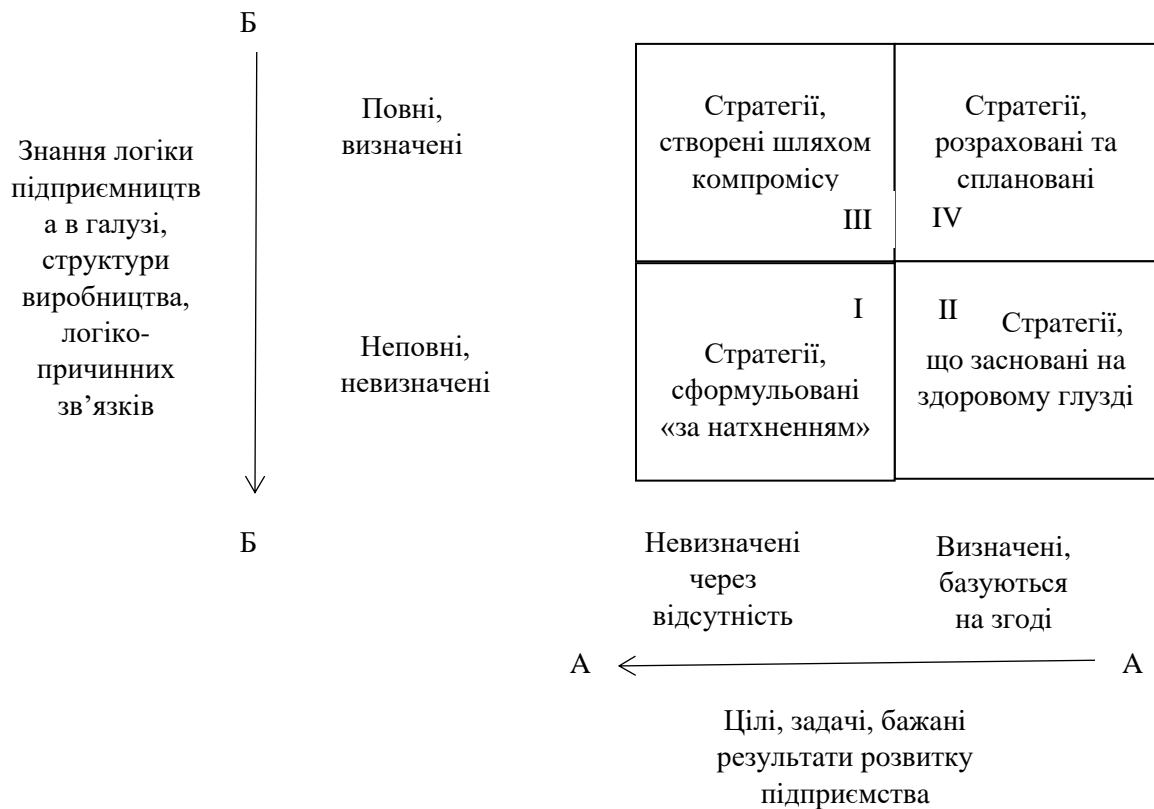 Б
Знання логіки
підприємництв
а в галузі,
структури
виробництва,
логіко-
причинних
зв’язків
Повні,
визначені
Неповні,
невизначені
Б
Стратегії,
створені шляхом
компромісу
III
Стратегії,
розраховані та
сплановані
IV
I
Стратегії,
сформульовані
«за натхненням»
II
Стратегії,
що засновані на
здоровому глузді
Невизначені
через
відсутність
Визначені,
базуються
на згоді
А
А
Цілі, задачі, бажані
результати розвитку
підприємства